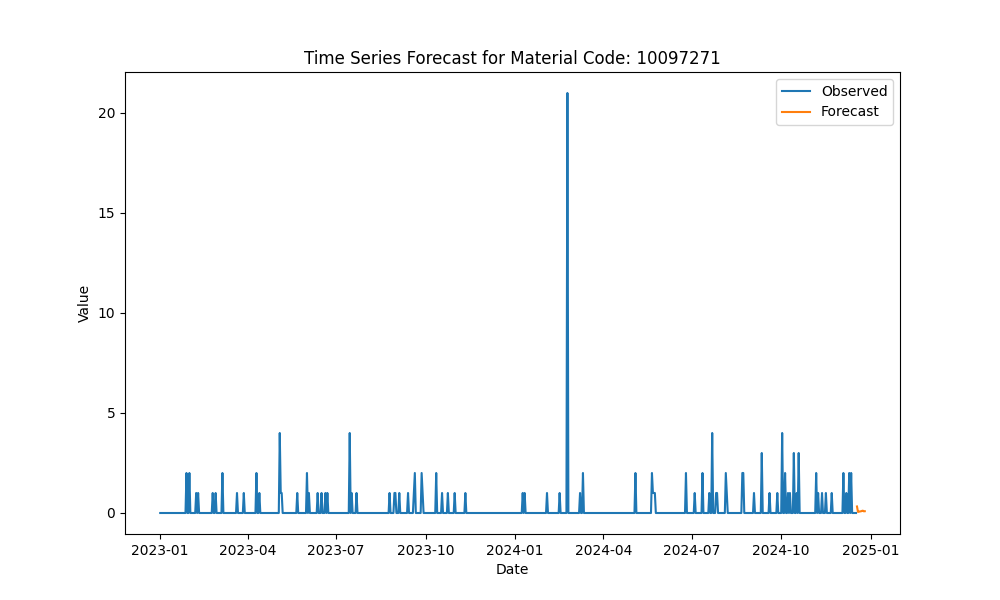 Time Series Forecast for Material Code: 10097271
Observed
Forecast
Value
20
15
10
5
0
2023-01
2023-04
2023-07
2023-10
2024-01
2024-04
2024-07
2024-10
2025-01
Date